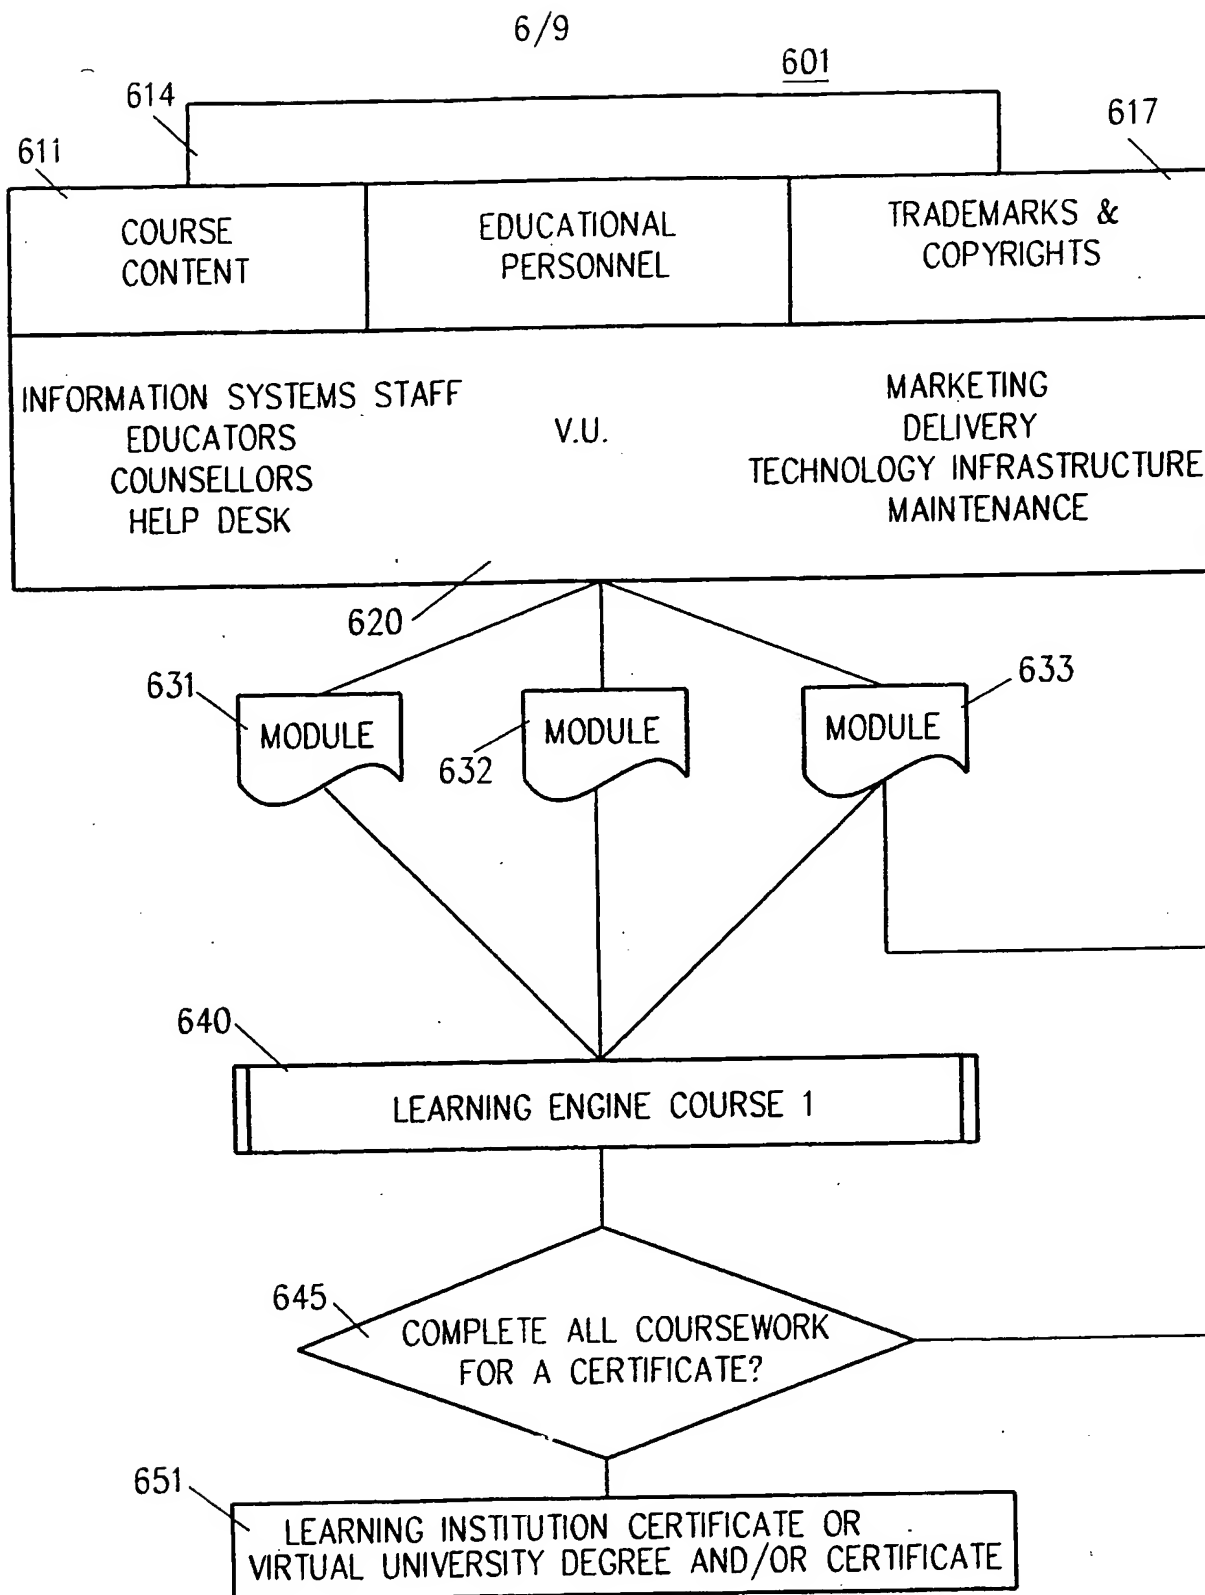 6/9
601
614
617
611
COURSE
CONTENT
EDUCATIONAL
PERSONNEL
TRADEMARKS &
COPYRIGHTS
INFORMATION SYSTEMS STAFF
EDUCATORS
COUNSELLORS
HELP DESK
V.U.
MARKETING
DELIVERY
TECHNOLOGY INFRASTRUCTURE
MAINTENANCE
620
631
MODULE
632
MODULE
633
MODULE
640
LEARNING ENGINE COURSE 1
645
COMPLETE ALL COURSEWORK
FOR A CERTIFICATE?
651
LEARNING INSTITUTION CERTIFICATE OR
VIRTUAL UNIVERSITY DEGREE AND/OR CERTIFICATE